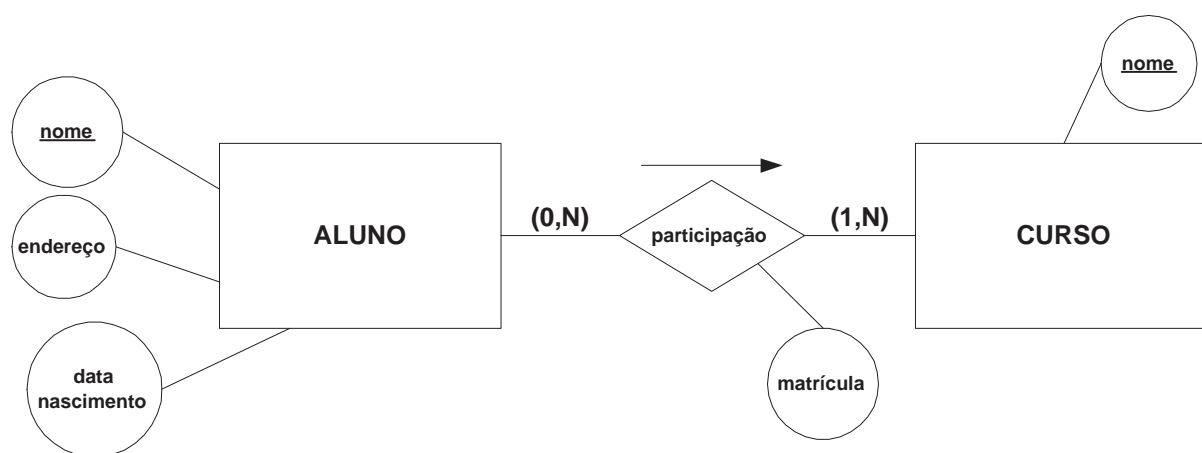 nome
nome
endereço
ALUNO
(0,N)
participação
(1,N)
CURSO
data
nascimento
matrícula